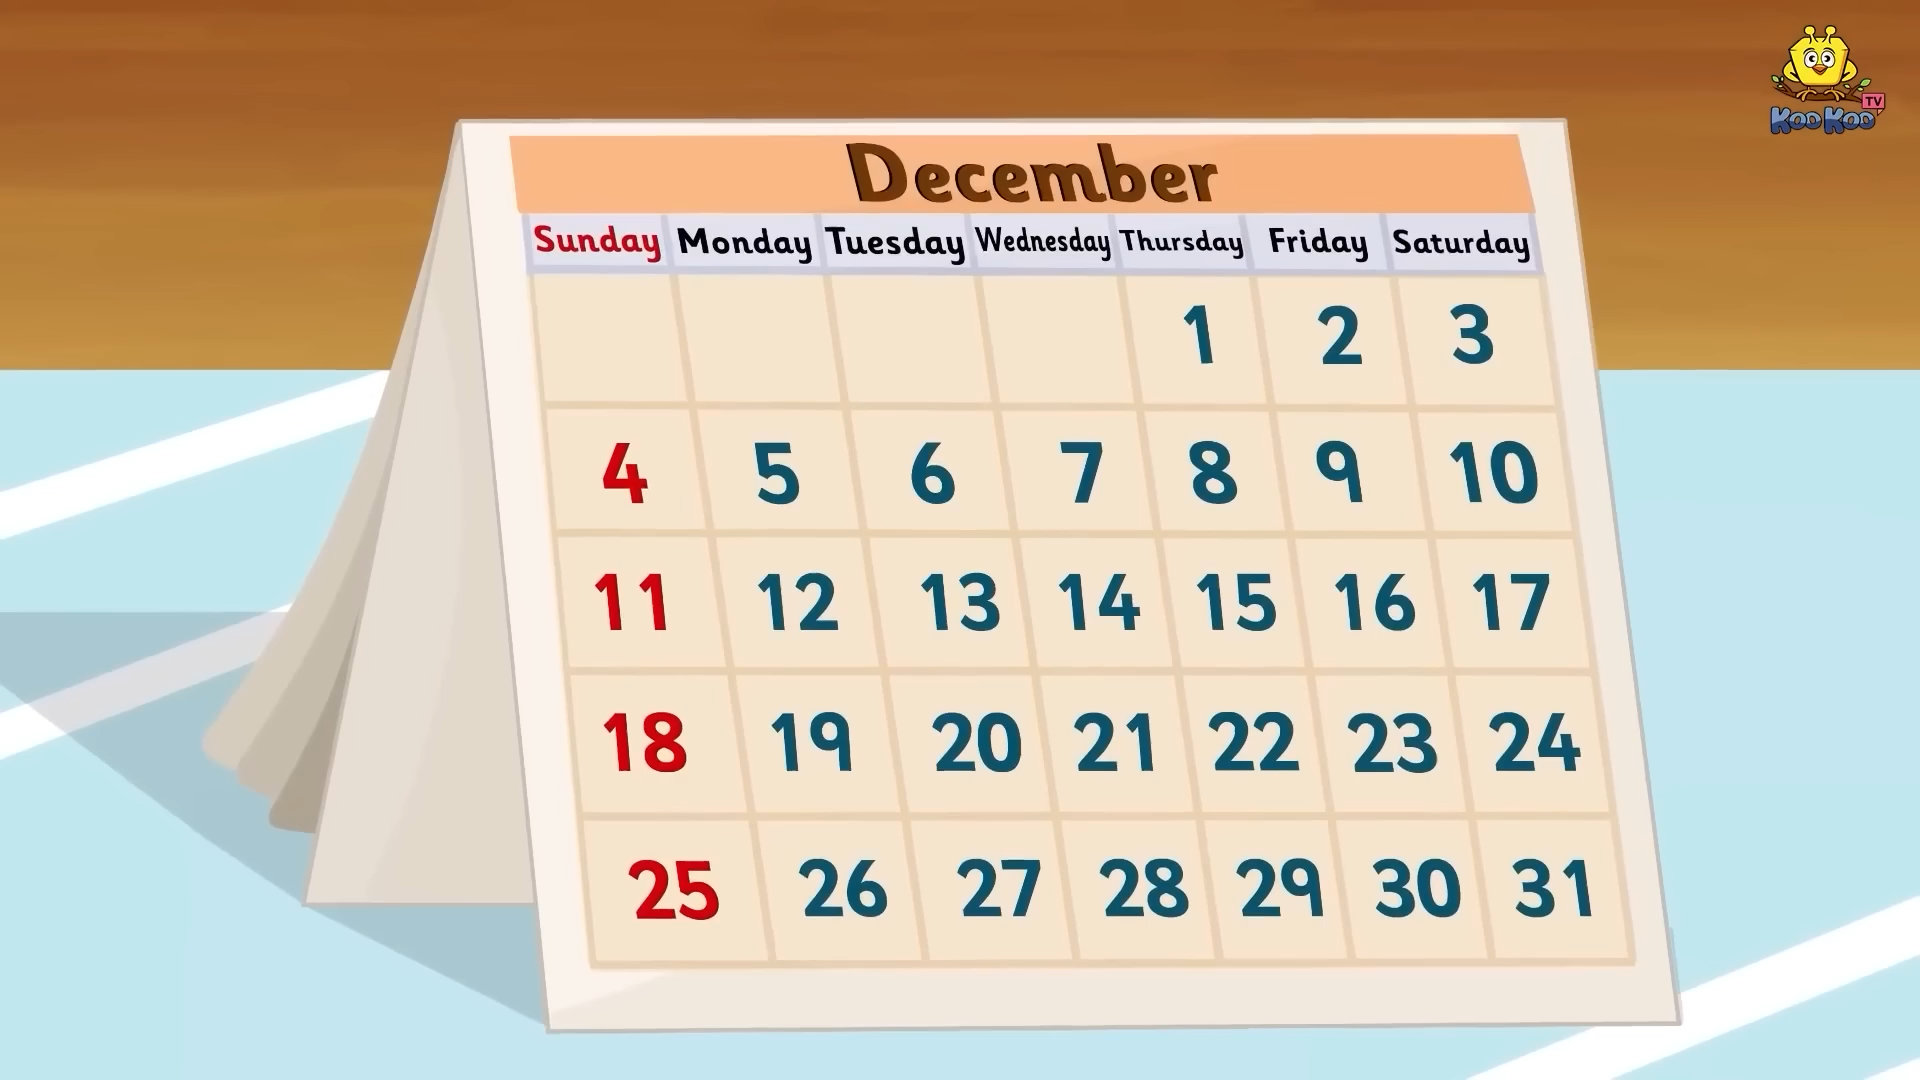 TV
KOO KOO
December
Sunday Monday Tuesday Wednesday Thursday Friday Saturday
1 2 3
4 5 6 7 8 9 10
11 12 13 14 15 16 17
18 19 20 21 22 23 24
25 26 27 28 29 30 31